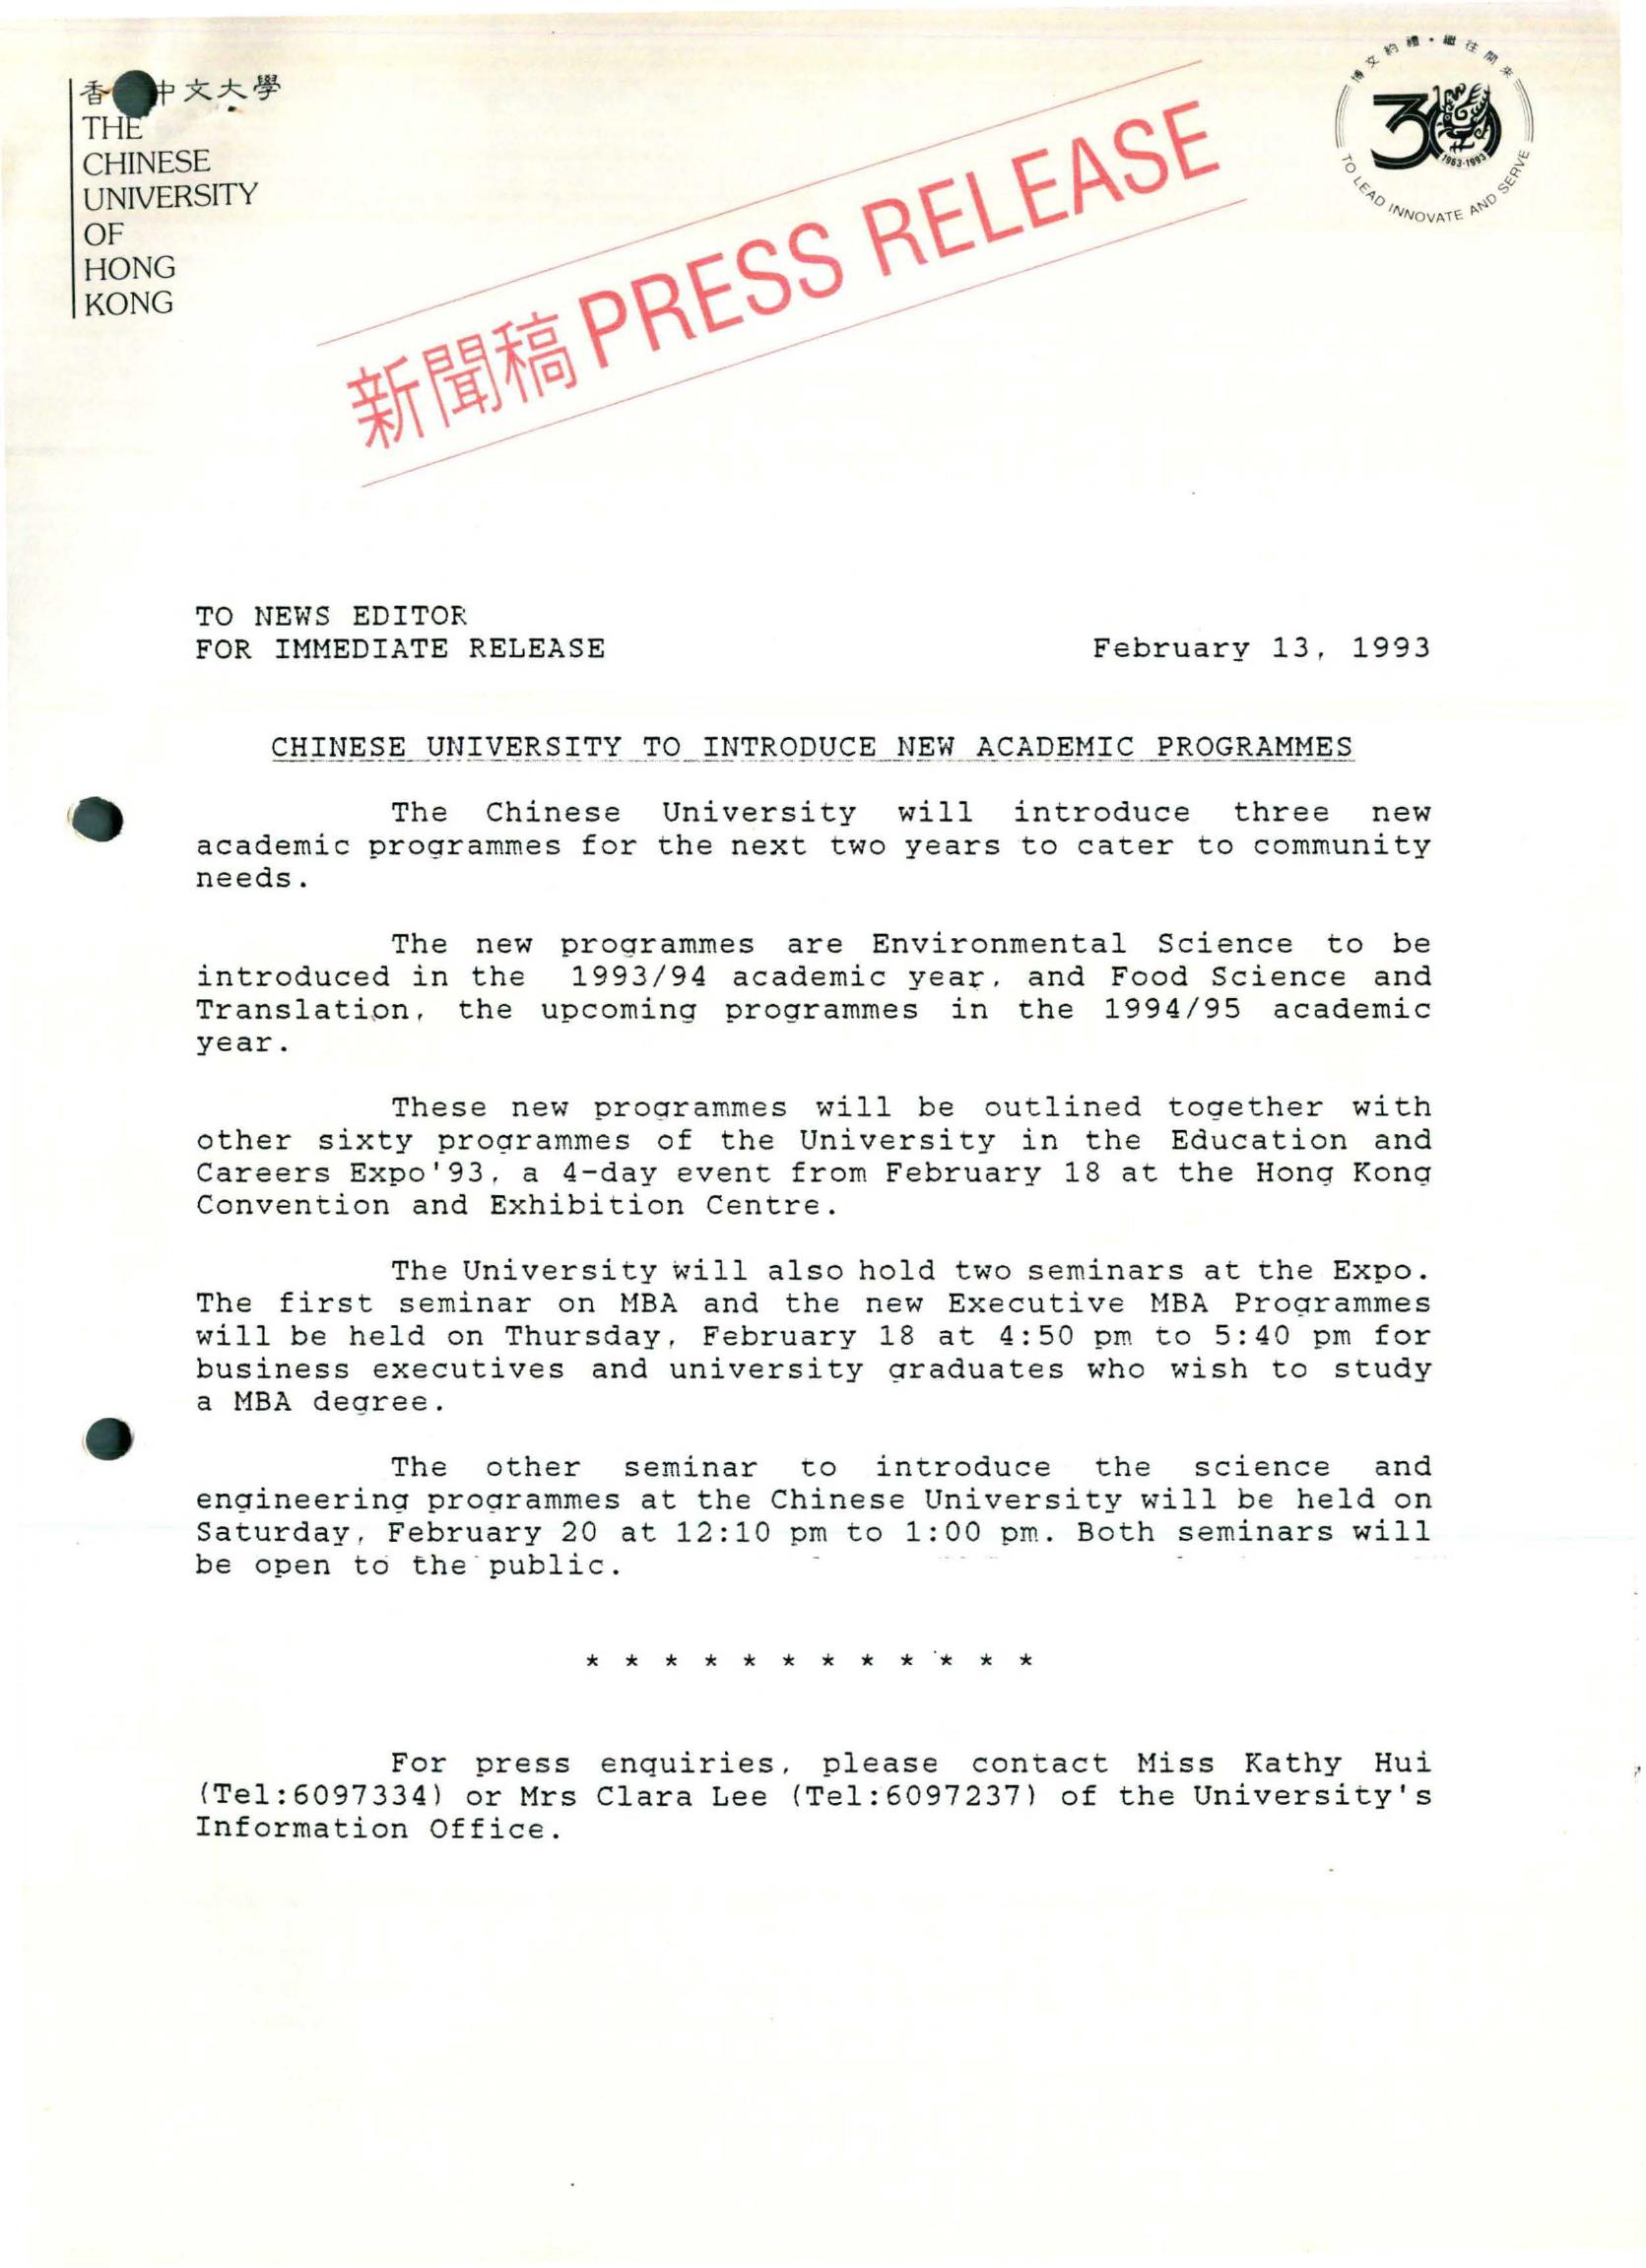 香 中文大學
THE
CHINESE
UNIVERSITY
OF
HONG
KONG
新聞稿 PRESS RELEASE
博文約禮・繼往開來
30
1963-1993
TO LEAD INNOVATE AND SERVE
TO NEWS EDITOR
FOR IMMEDIATE RELEASE February 13, 1993
CHINESE UNIVERSITY TO INTRODUCE NEW ACADEMIC PROGRAMMES
The Chinese University will introduce three new
academic programmes for the next two years to cater to community
needs.
The new programmes are Environmental Science to be
introduced in the 1993/94 academic year, and Food Science and
Translation, the upcoming programmes in the 1994/95 academic
year.
These new programmes will be outlined together with
other sixty programmes of the University in the Education and
Careers Expo'93, a 4-day event from February 18 at the Hong Kong
Convention and Exhibition Centre.
The University will also hold two seminars at the Expo.
The first seminar on MBA and the new Executive MBA Programmes
will be held on Thursday, February 18 at 4:50 pm to 5:40 pm for
business executives and university graduates who wish to study
a MBA degree.
The other seminar to introduce the science and
engineering programmes at the Chinese University will be held on
Saturday, February 20 at 12:10 pm to 1:00 pm. Both seminars will
be open to the public.
* * * * * * * * * * * *
For press enquiries, please contact Miss Kathy Hui
(Tel:6097334) or Mrs Clara Lee (Tel:6097237) of the University's
Information Office.